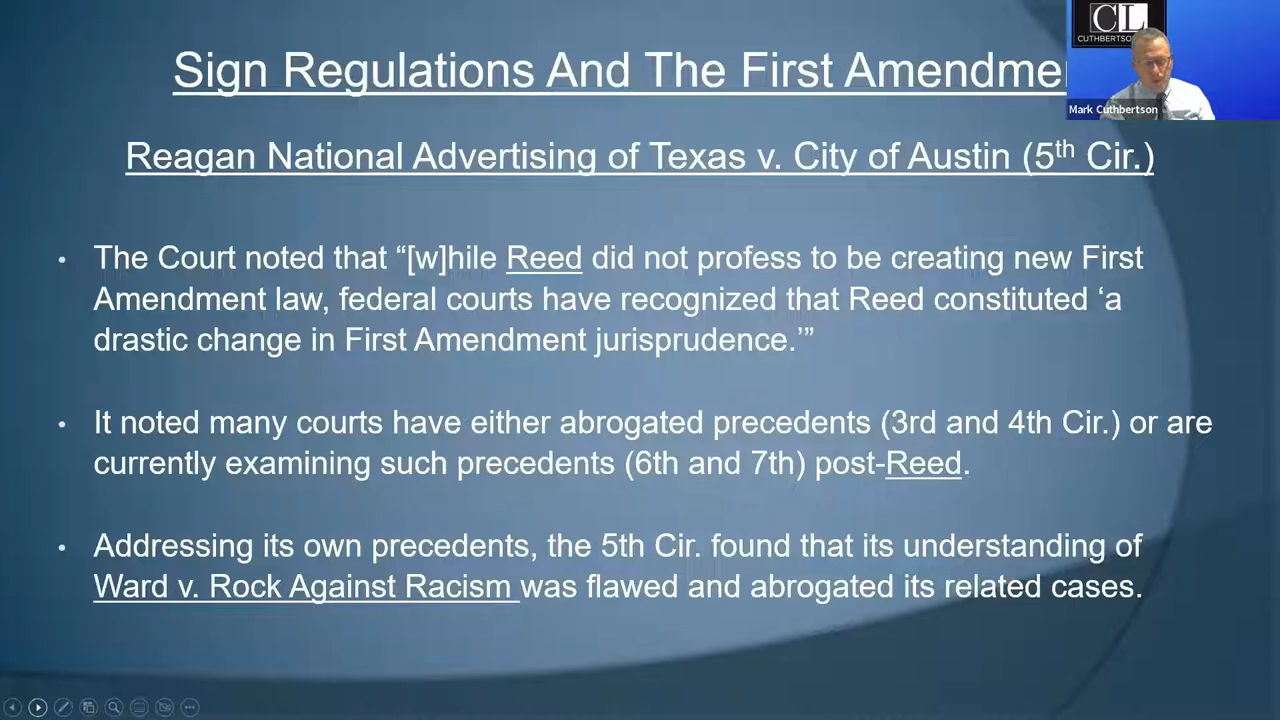 CL
CUTHBERTSO
Mark Cuthbertson
Sign Regulations And The First Amendme
Reagan National Advertising of Texas v. City of Austin (5th Cir.)
• The Court noted that “[w]hile Reed did not profess to be creating new First
Amendment law, federal courts have recognized that Reed constituted ‘a
drastic change in First Amendment jurisprudence.’”
• It noted many courts have either abrogated precedents (3rd and 4th Cir.) or are
currently examining such precedents (6th and 7th) post-Reed.
• Addressing its own precedents, the 5th Cir. found that its understanding of
Ward v. Rock Against Racism was flawed and abrogated its related cases.